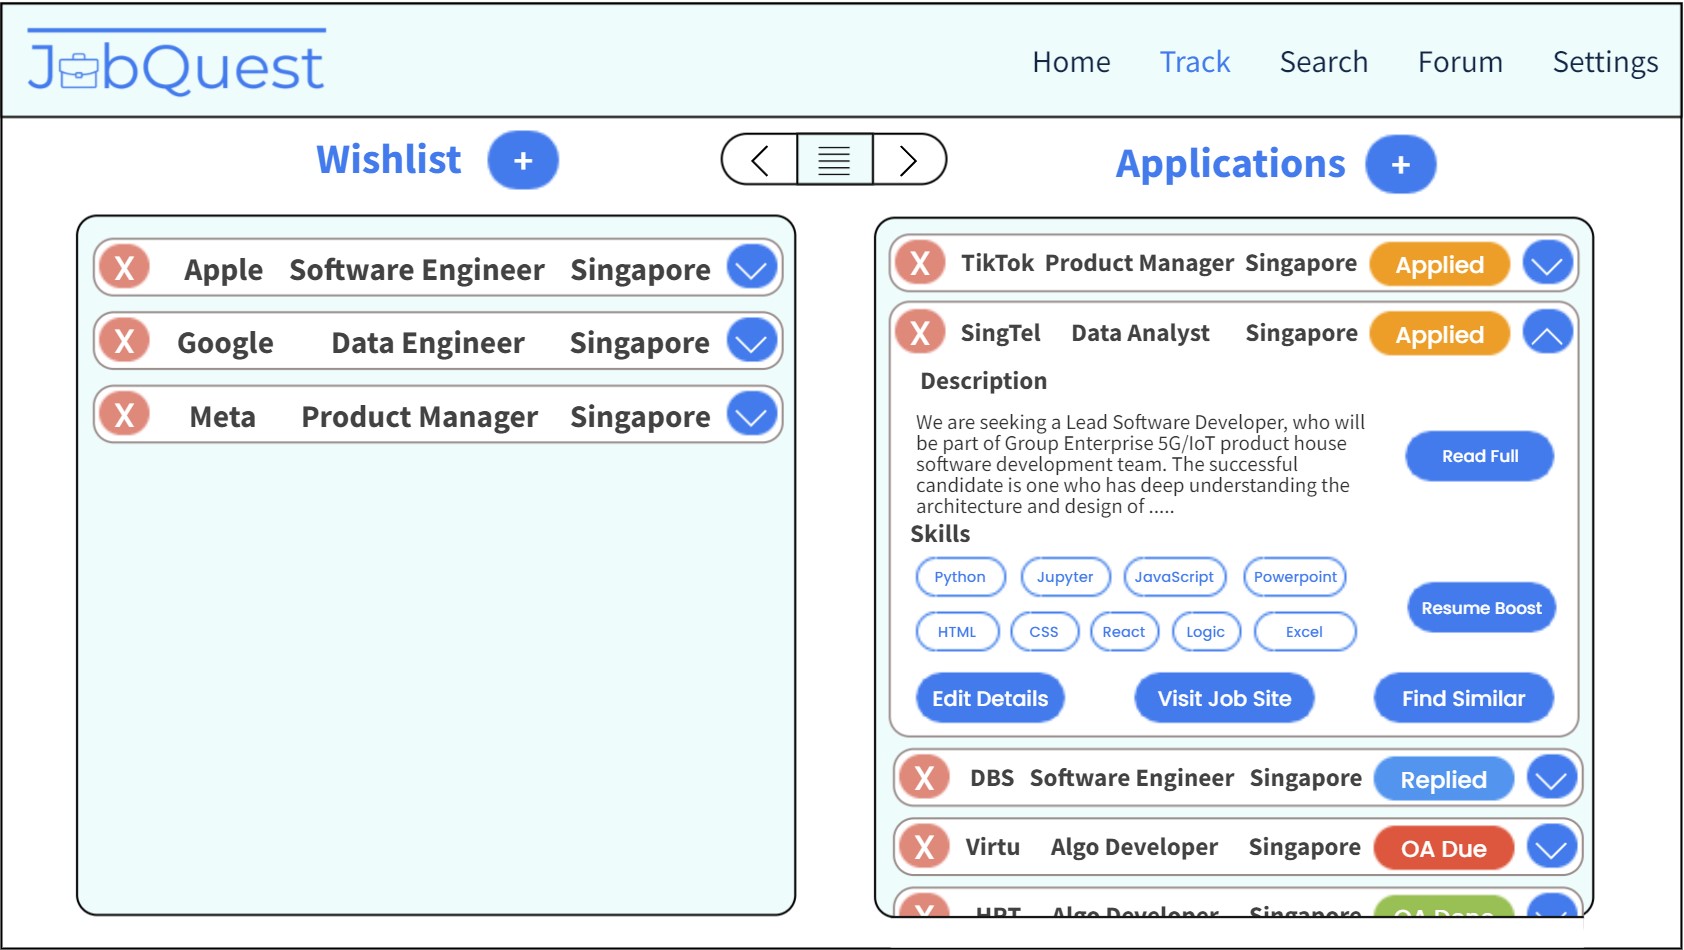 JobQuest
Home Track Search Forum Settings
Wishlist +
Applications +
X Apple Software Engineer Singapore
X Google Data Engineer Singapore
X Meta Product Manager Singapore
X TikTok Product Manager Singapore Applied
X SingTel Data Analyst Singapore Applied
Description
We are seeking a Lead Software Developer, who will
be part of Group Enterprise 5G/IoT product house
software development team. The successful
candidate is one who has deep understanding the
architecture and design of .....
Read Full
Skills
Python Jupyter JavaScript Powerpoint
HTML CSS React Logic Excel
Resume Boost
Edit Details Visit Job Site Find Similar
X DBS Software Engineer Singapore Replied
X Virtu Algo Developer Singapore OA Due
X Algo Developer Singapore OA Done